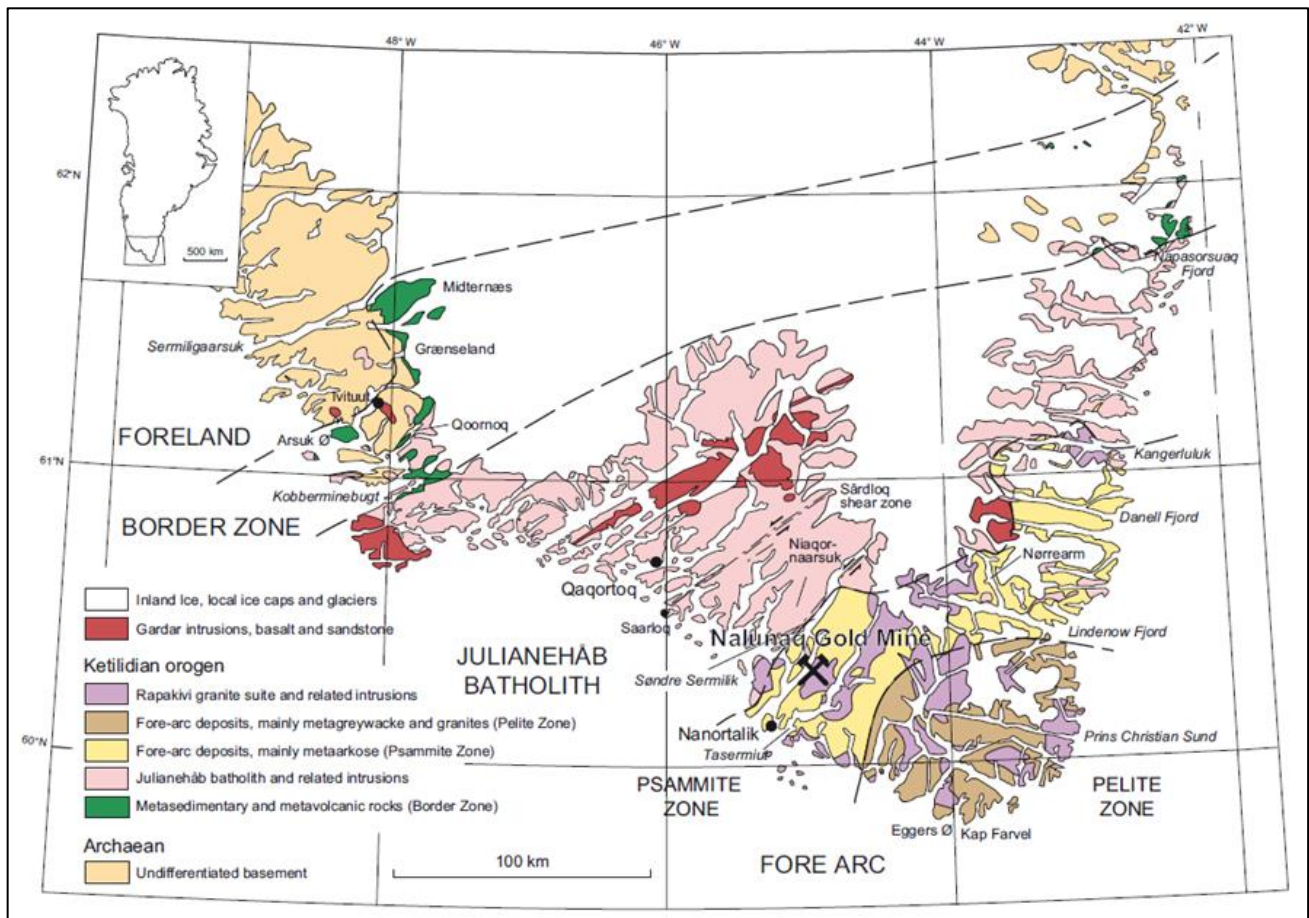 48° W
46° W
44° W
42° W
62°N
61°N
60°N
500 km
Midternæs
Sermiligaarsuk
Grænseland
Ivituut
Qoornoq
FORELAND
Arsuk Ø
Kobberminebugt
BORDER ZONE
Napasorsuaq
Fjord
Kangerluluk
Danell Fjord
Sârdloq
shear zone
Niaqor-
naarsuk
Nørrearm
Qaqortoq
Saarloq
Lindenow Fjord
Nalunaq Gold Mine
JULIANEHÅB
BATHOLITH
Søndre Sermilik
Nanortalik
Tasermiut
Prins Christian Sund
PSAMMITE
ZONE
PELITE
ZONE
Eggers Ø
Kap Farvel
FORE ARC
Inland Ice, local ice caps and glaciers
Gardar intrusions, basalt and sandstone
Ketilidian orogen
Rapakivi granite suite and related intrusions
Fore-arc deposits, mainly metagreywacke and granites (Pelite Zone)
Fore-arc deposits, mainly metaarkose (Psammite Zone)
Julianehåb batholith and related intrusions
Metasedimentary and metavolcanic rocks (Border Zone)
Archaean
Undifferentiated basement
100 km